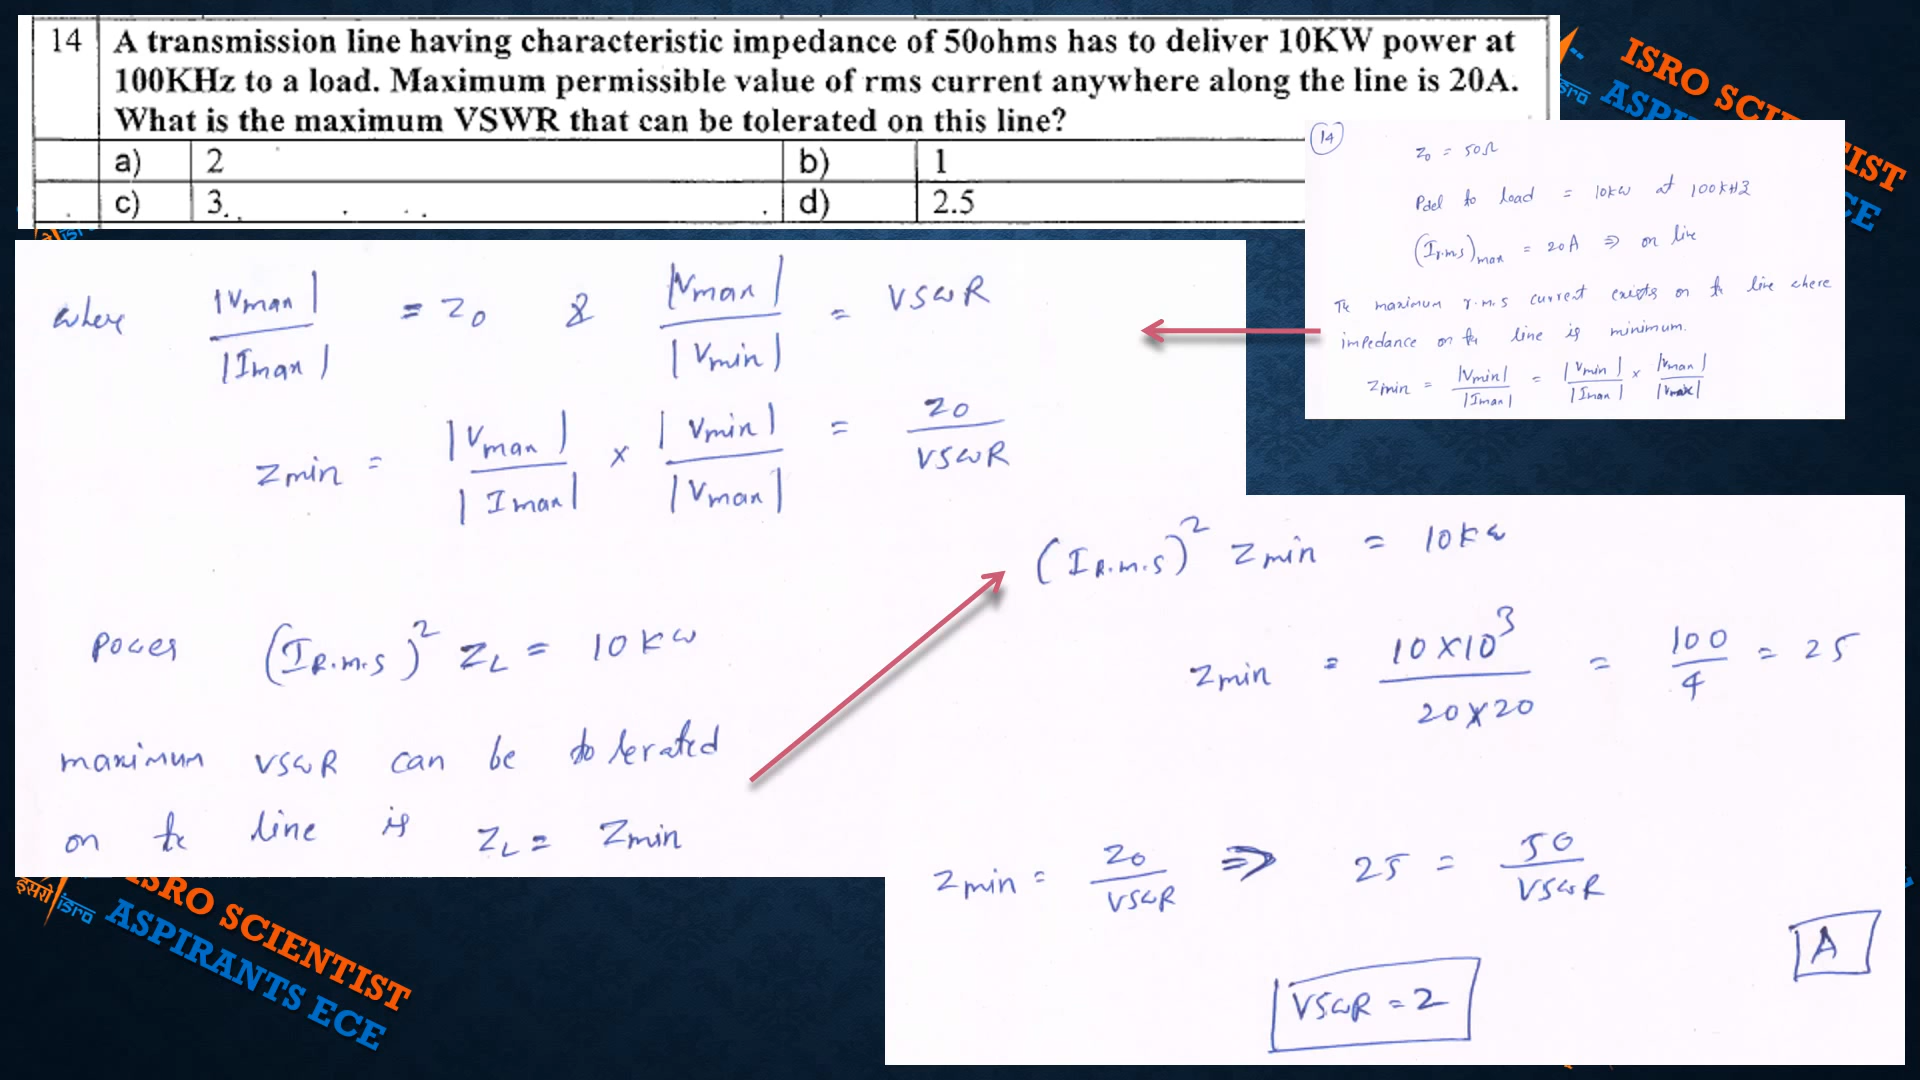 14 A transmission line having characteristic impedance of 50ohms has to deliver 10KW power at
100KHz to a load. Maximum permissible value of rms current anywhere along the line is 20A.
What is the maximum VSWR that can be tolerated on this line?
a) 2 b) 1
c) 3. d) 2.5
ISRO SCI
ASP
IST
CE
isro
14
Z0 = 50Ω
Pdel to load = 10kw at 100kHz
(Ir.m.s)max = 20A ⇒ on line
The maximum r.m.s current exists on the line where
impedance on the line is minimum.
Zmin = |Vmin| / |Imax| = |Vmin| / |Imax| × |Vmax| / |Vmax|
where |Vmax| / |Imax| = Z0 & |Vmax| / |Vmin| = VSWR
Zmin = |Vmax| / |Imax| × |Vmin| / |Vmax| = Z0 / VSWR
Power (IR.m.s)² ZL = 10kw
maximum VSWR can be tolerated
on the line is ZL = Zmin
(IR.m.s)² Zmin = 10kw
Zmin = 10×10³ / 20×20 = 100 / 4 = 25
Zmin = Z0 / VSWR ⇒ 25 = 50 / VSWR
A
VSWR = 2
इसरो isro
ISRO SCIENTIST
ASPIRANTS ECE